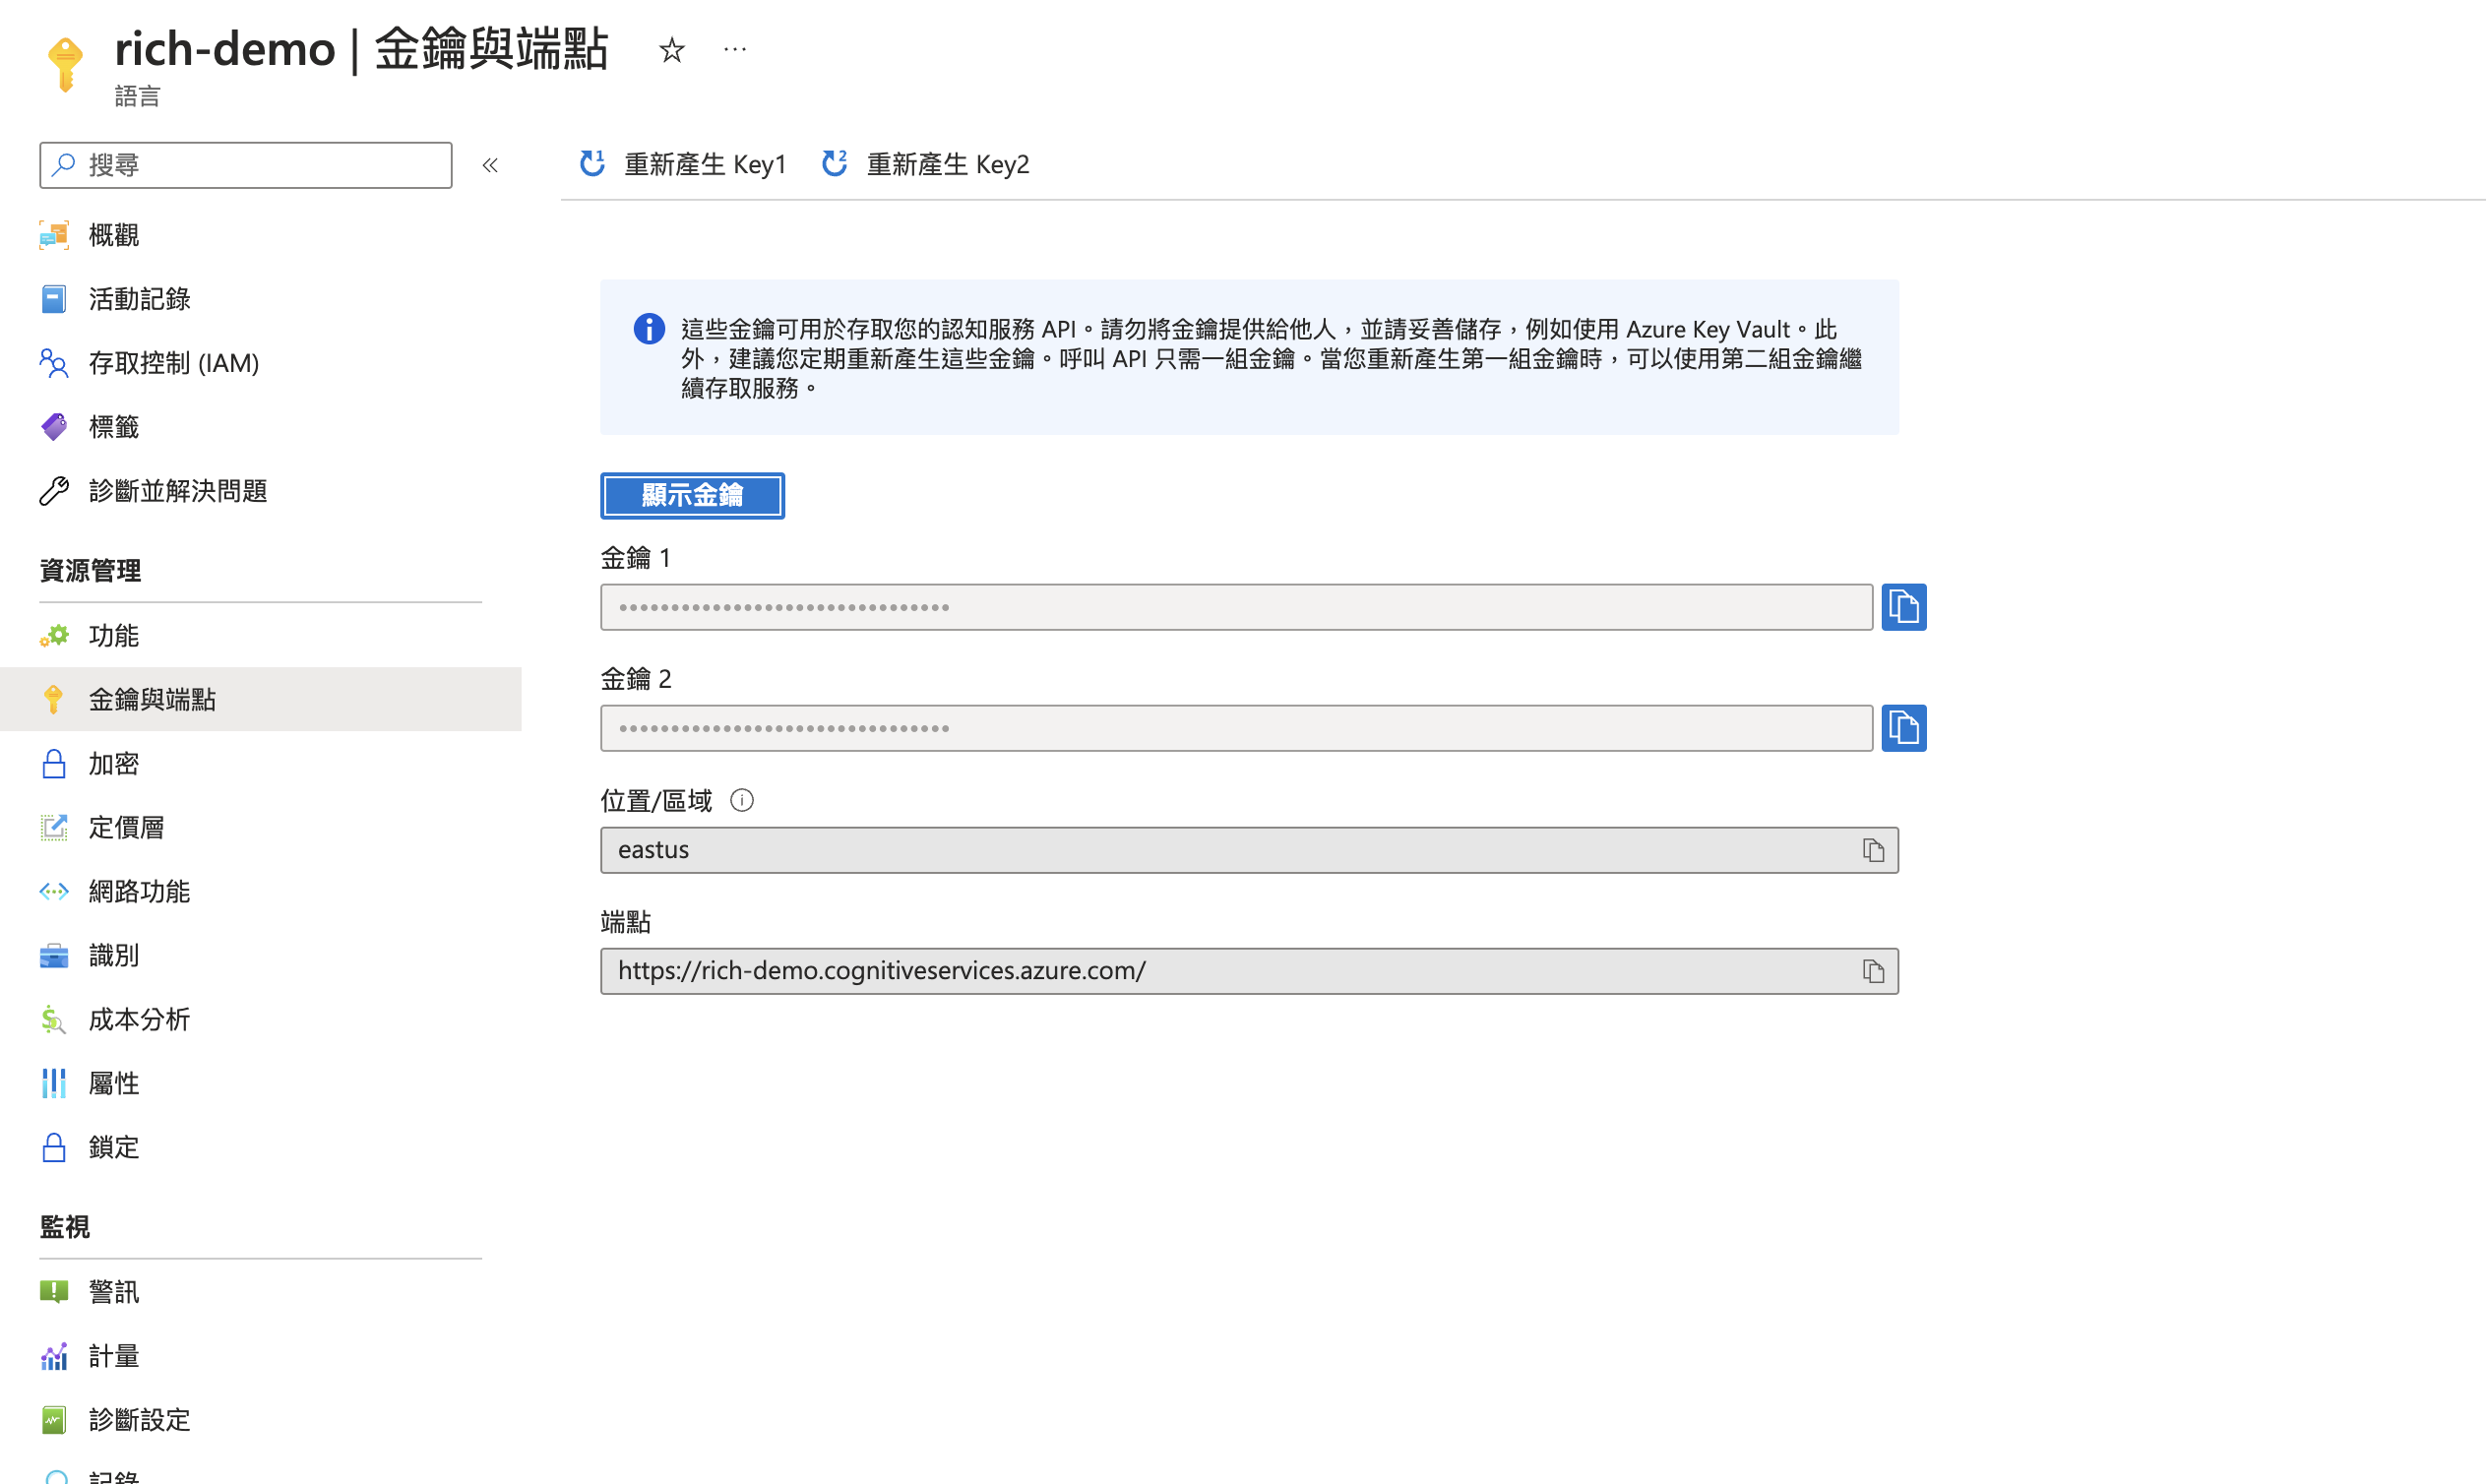 rich-demo | 金鑰與端點
語言
搜尋
概觀
活動記錄
存取控制 (IAM)
標籤
診斷並解決問題
資源管理
功能
金鑰與端點
加密
定價層
網路功能
識別
成本分析
屬性
鎖定
監視
警訊
計量
診斷設定
記錄
重新產生 Key1
重新產生 Key2
這些金鑰可用於存取您的認知服務 API。請勿將金鑰提供給他人，並請妥善儲存，例如使用 Azure Key Vault。此
外，建議您定期重新產生這些金鑰。呼叫 API 只需一組金鑰。當您重新產生第一組金鑰時，可以使用第二組金鑰繼
續存取服務。
顯示金鑰
金鑰 1
••••••••••••••••••••••••••••••••
金鑰 2
••••••••••••••••••••••••••••••••
位置/區域
eastus
端點
https://rich-demo.cognitiveservices.azure.com/